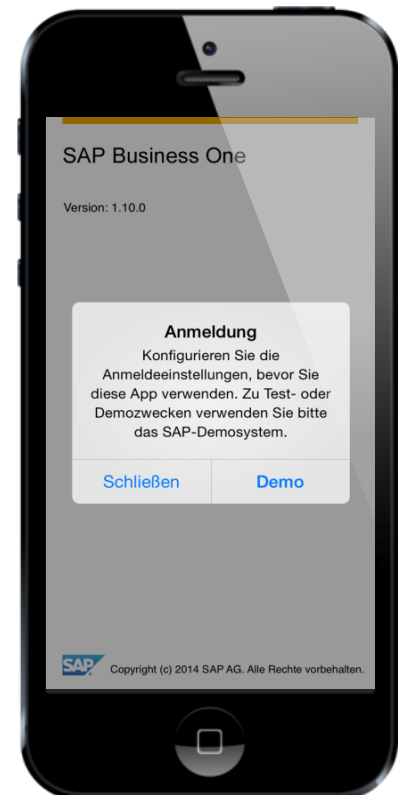 SAP Business One
Version: 1.10.0
Anmeldung
Konfigurieren Sie die
Anmeldeeinstellungen, bevor Sie
diese App verwenden. Zu Test- oder
Demozwecken verwenden Sie bitte
das SAP-Demosystem.
Schließen Demo
SAP Copyright (c) 2014 SAP AG. Alle Rechte vorbehalten.